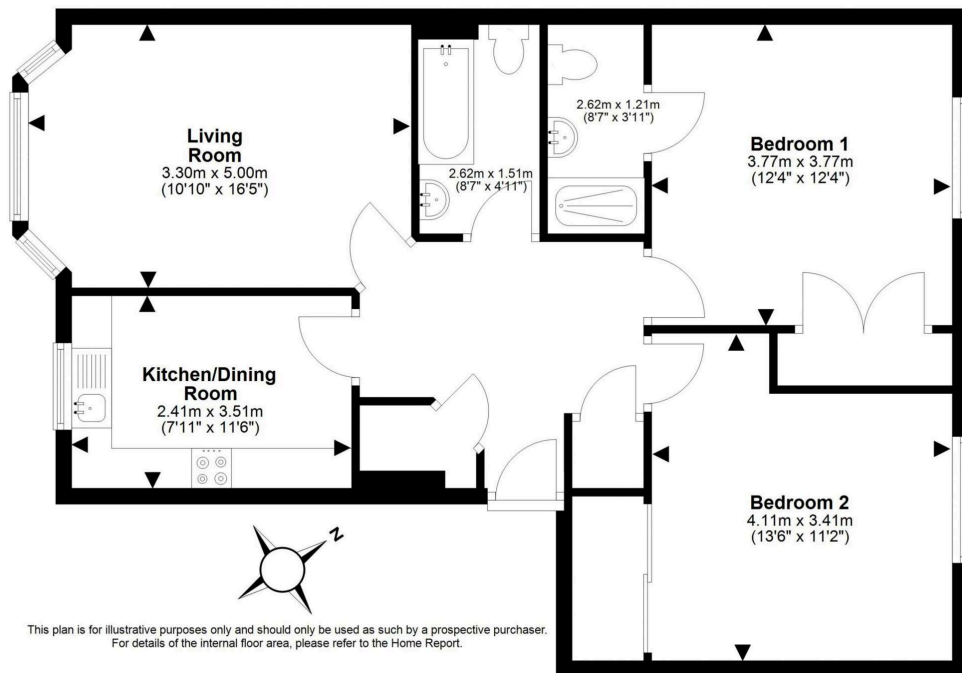 Living
Room
3.30m x 5.00m
(10'10" x 16'5")
2.62m x 1.51m
(8'7" x 4'11")
2.62m x 1.21m
(8'7" x 3'11")
Bedroom 1
3.77m x 3.77m
(12'4" x 12'4")
Kitchen/Dining
Room
2.41m x 3.51m
(7'11" x 11'6")
Bedroom 2
4.11m x 3.41m
(13'6" x 11'2")
N
This plan is for illustrative purposes only and should only be used as such by a prospective purchaser.
For details of the internal floor area, please refer to the Home Report.